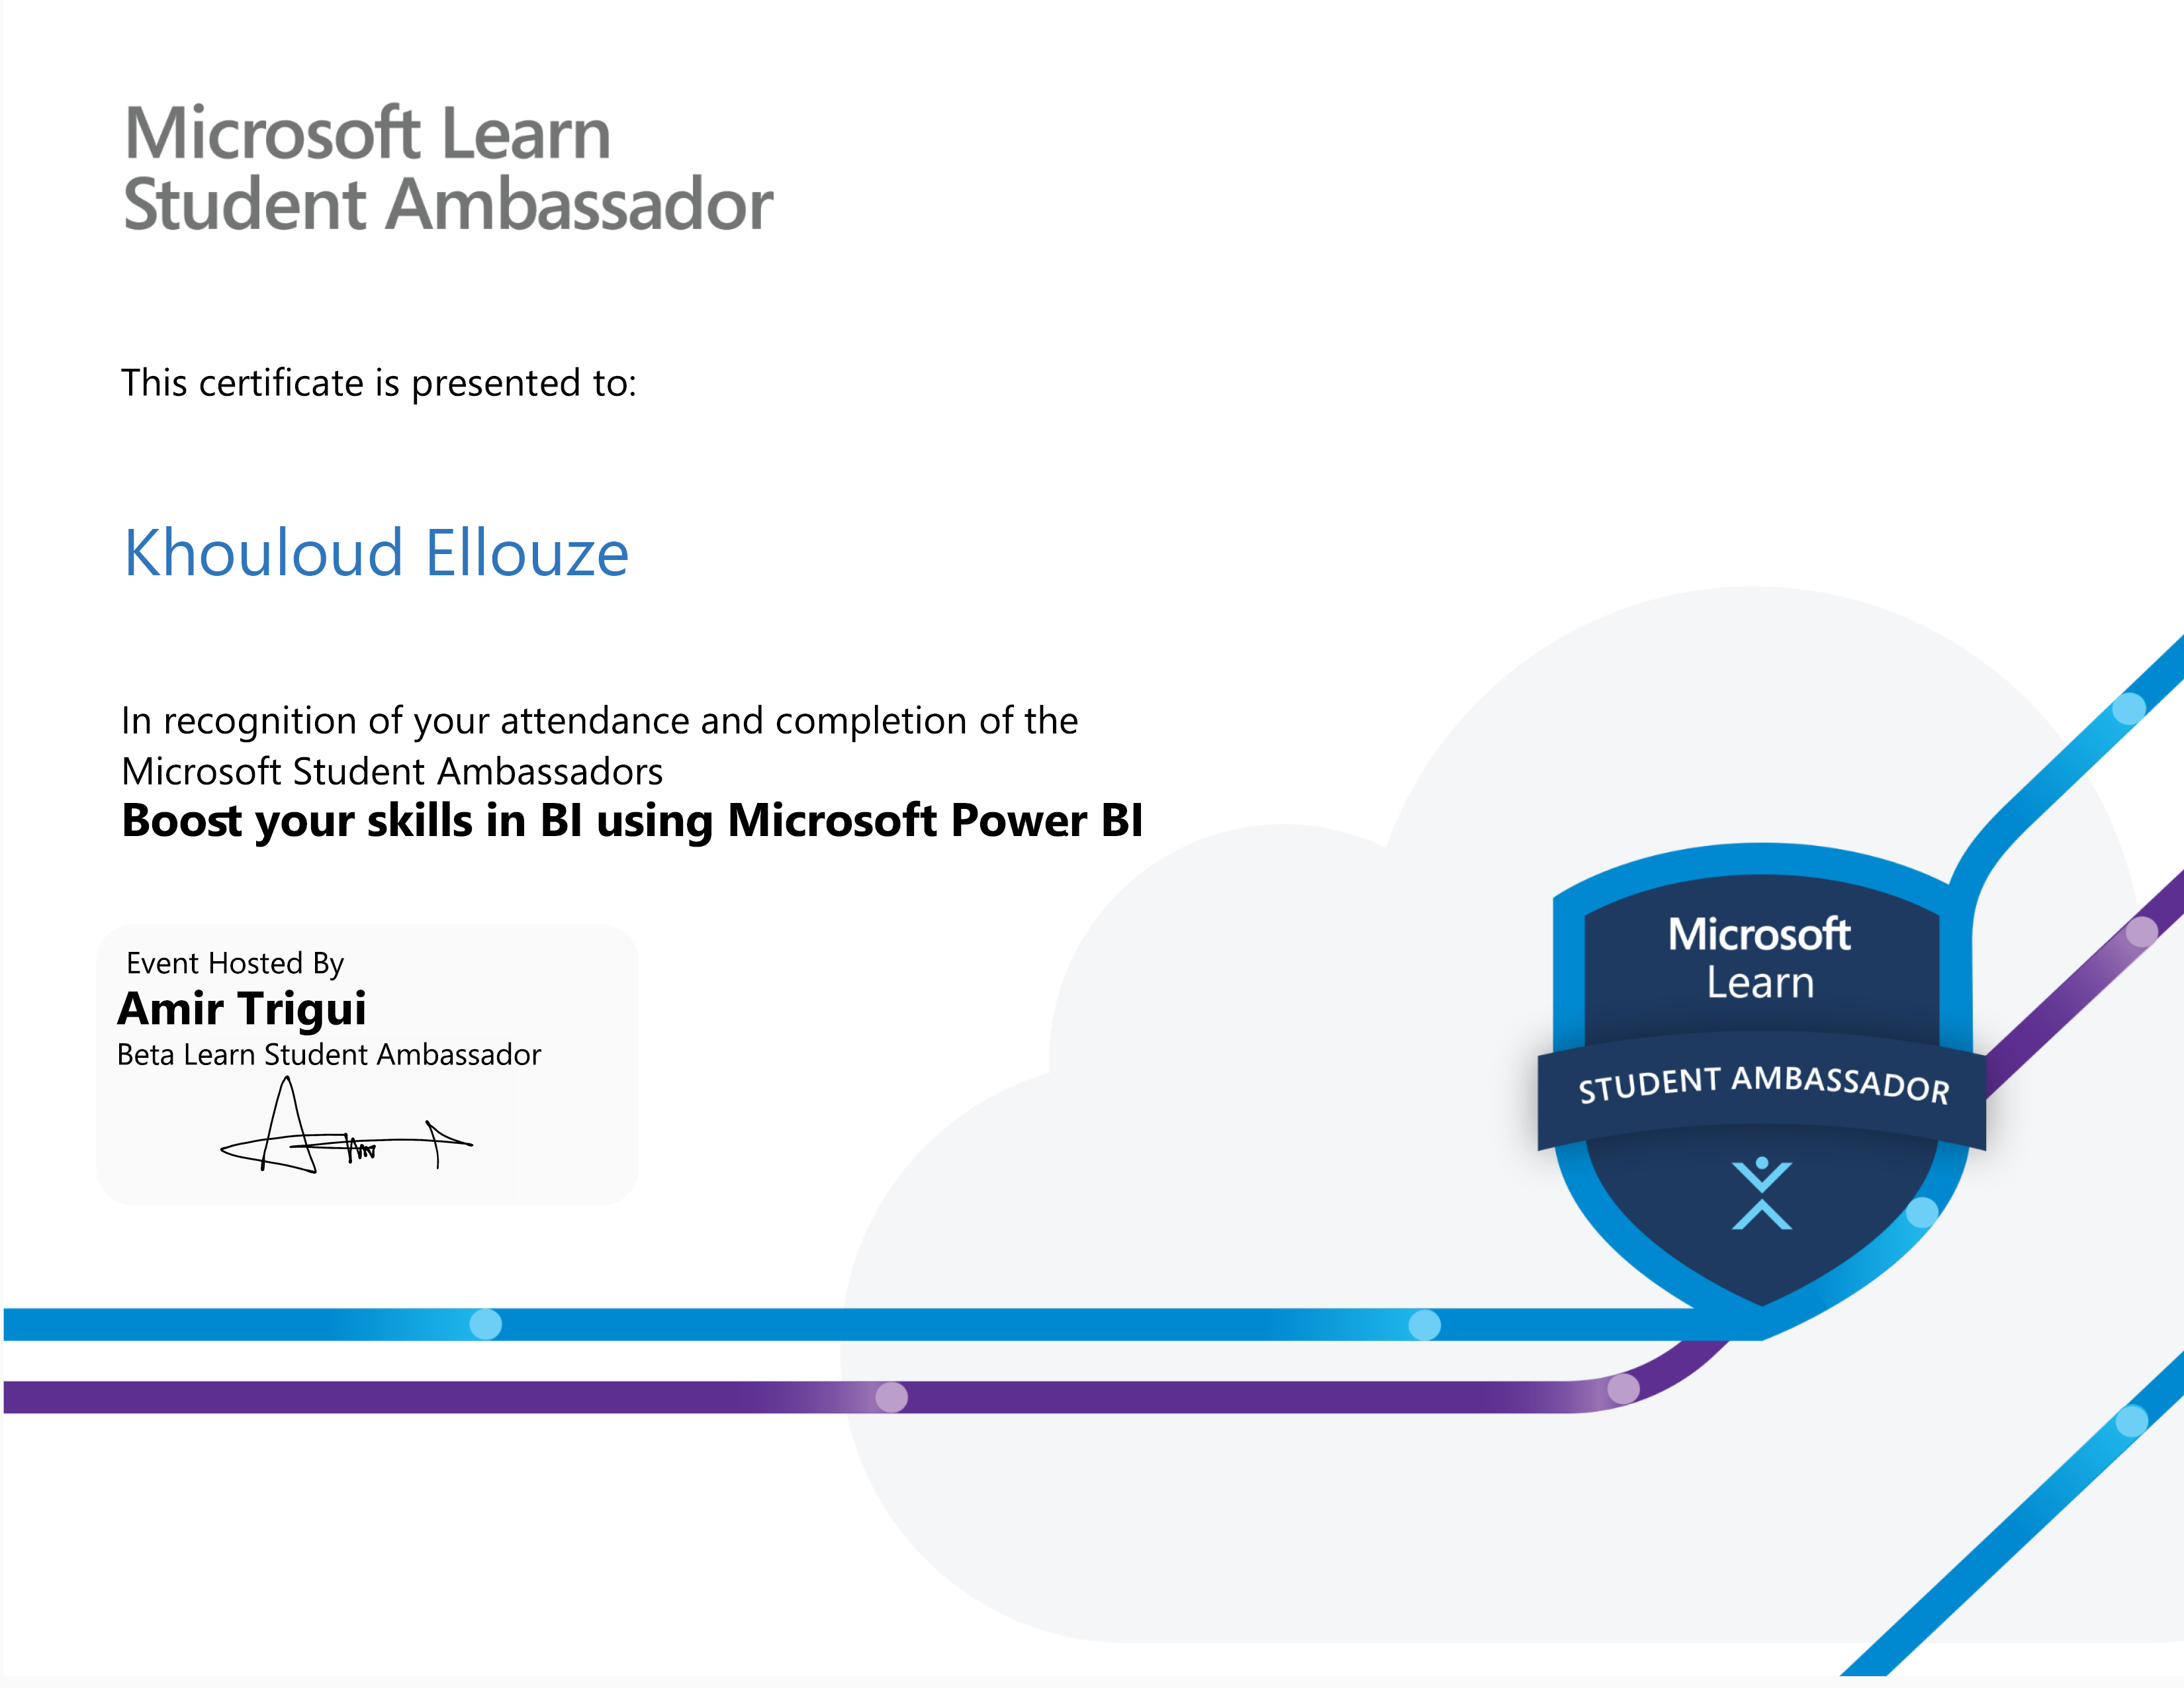 Microsoft Learn
Student Ambassador
This certificate is presented to:
Khouloud Ellouze
In recognition of your attendance and completion of the
Microsoft Student Ambassadors
Boost your skills in BI using Microsoft Power BI
Event Hosted By
Amir Trigui
Beta Learn Student Ambassador
Microsoft
Learn
STUDENT AMBASSADOR